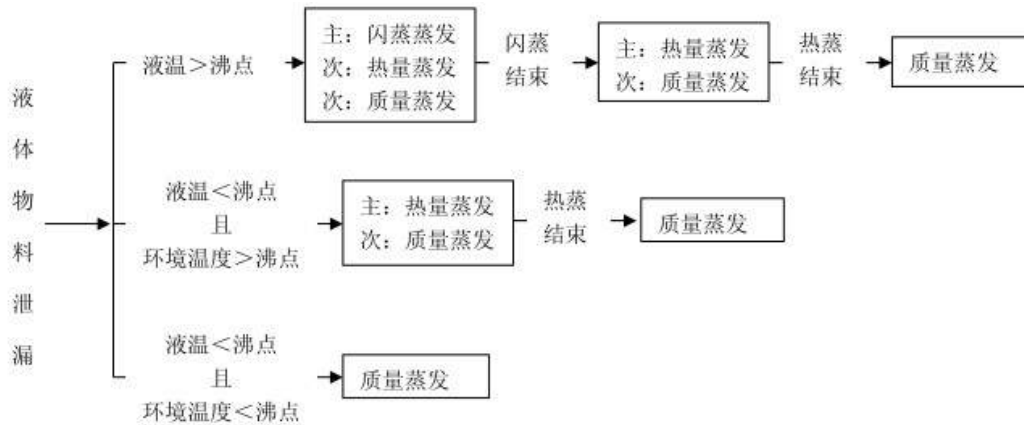 液体物料泄漏
液温＞沸点
主：闪蒸蒸发
次：热量蒸发
次：质量蒸发
闪蒸
结束
主：热量蒸发
次：质量蒸发
热蒸
结束
质量蒸发
液温＜沸点
且
环境温度＞沸点
主：热量蒸发
次：质量蒸发
热蒸
结束
质量蒸发
液温＜沸点
且
环境温度＜沸点
质量蒸发